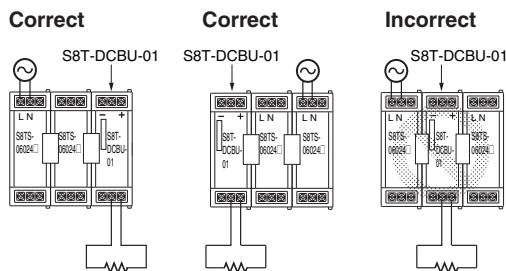 Correct
S8T-DCBU-01
L N
S8TS-
06024□
S8TS-
06024□
– +
S8T-
DCBU-
01
Correct
S8T-DCBU-01
– +
S8T-
DCBU-
01
L N
S8TS-
06024□
L N
S8TS-
06024□
Incorrect
S8T-DCBU-01
L N
S8TS-
06024□
– +
S8T-
DCBU-
01
L N
S8TS-
06024□